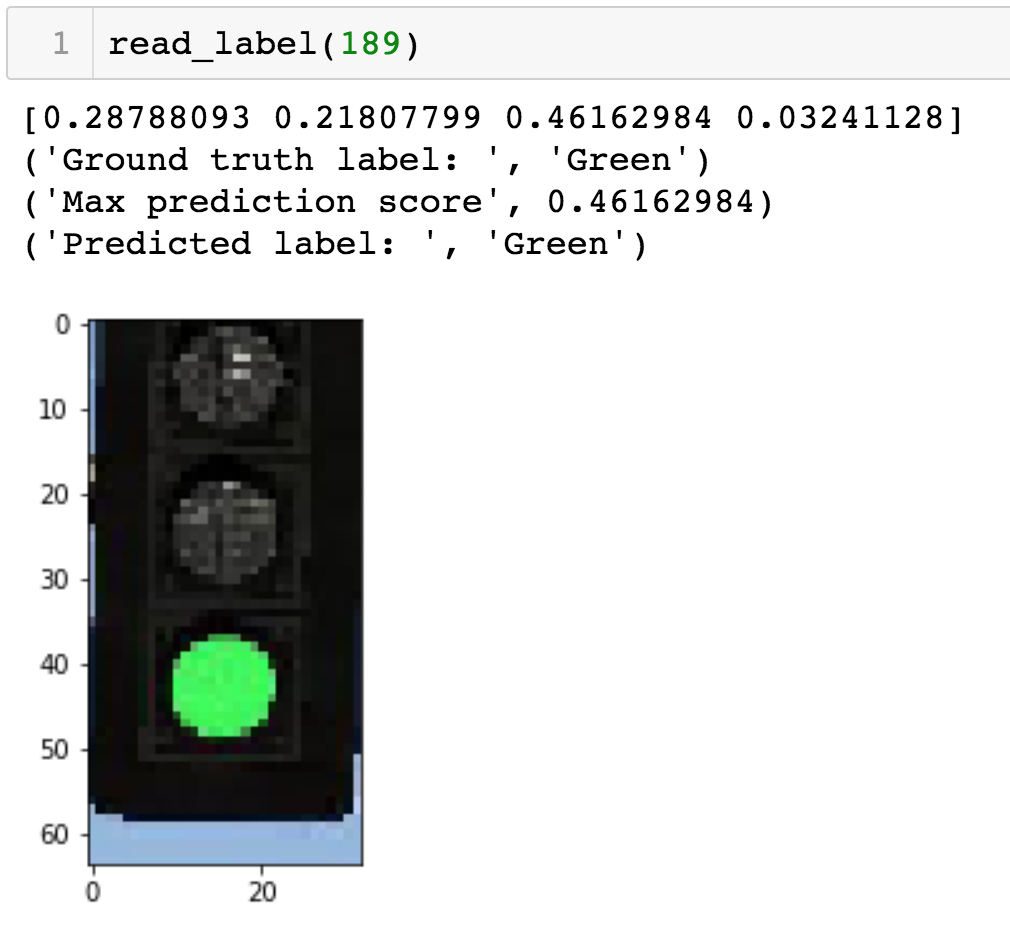 1 read_label(189)
[0.28788093 0.21807799 0.46162984 0.03241128]
('Ground truth label: ', 'Green')
('Max prediction score', 0.46162984)
('Predicted label: ', 'Green')
0
10
20
30
40
50
60
0 20